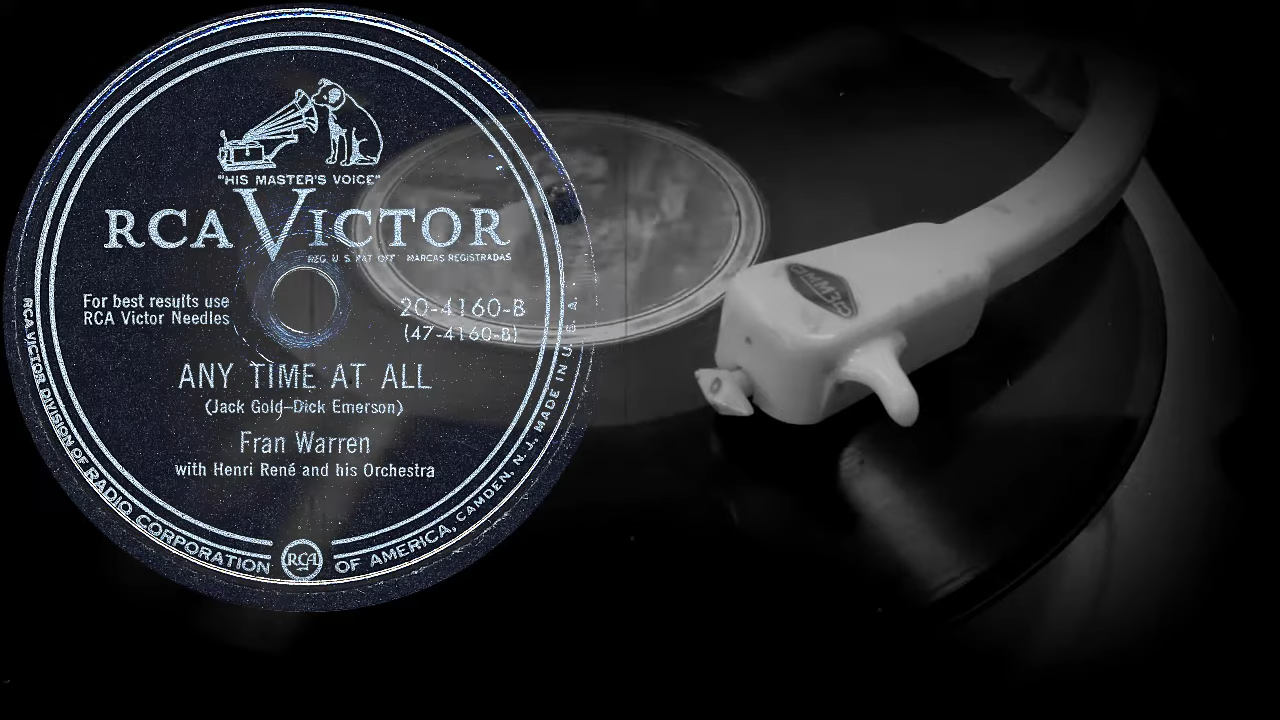 "HIS MASTER'S VOICE"
RCA VICTOR
REG. U. S. PAT. OFF. MARCAS REGISTRADAS
For best results use
RCA Victor Needles
20-4160-B
(47-4160-B)
ANY TIME AT ALL
(Jack Gold–Dick Emerson)
Fran Warren
with Henri René and his Orchestra
RCA VICTOR DIVISION OF RADIO CORPORATION OF AMERICA, CAMDEN, N. J. MADE IN U. S. A.
RCA